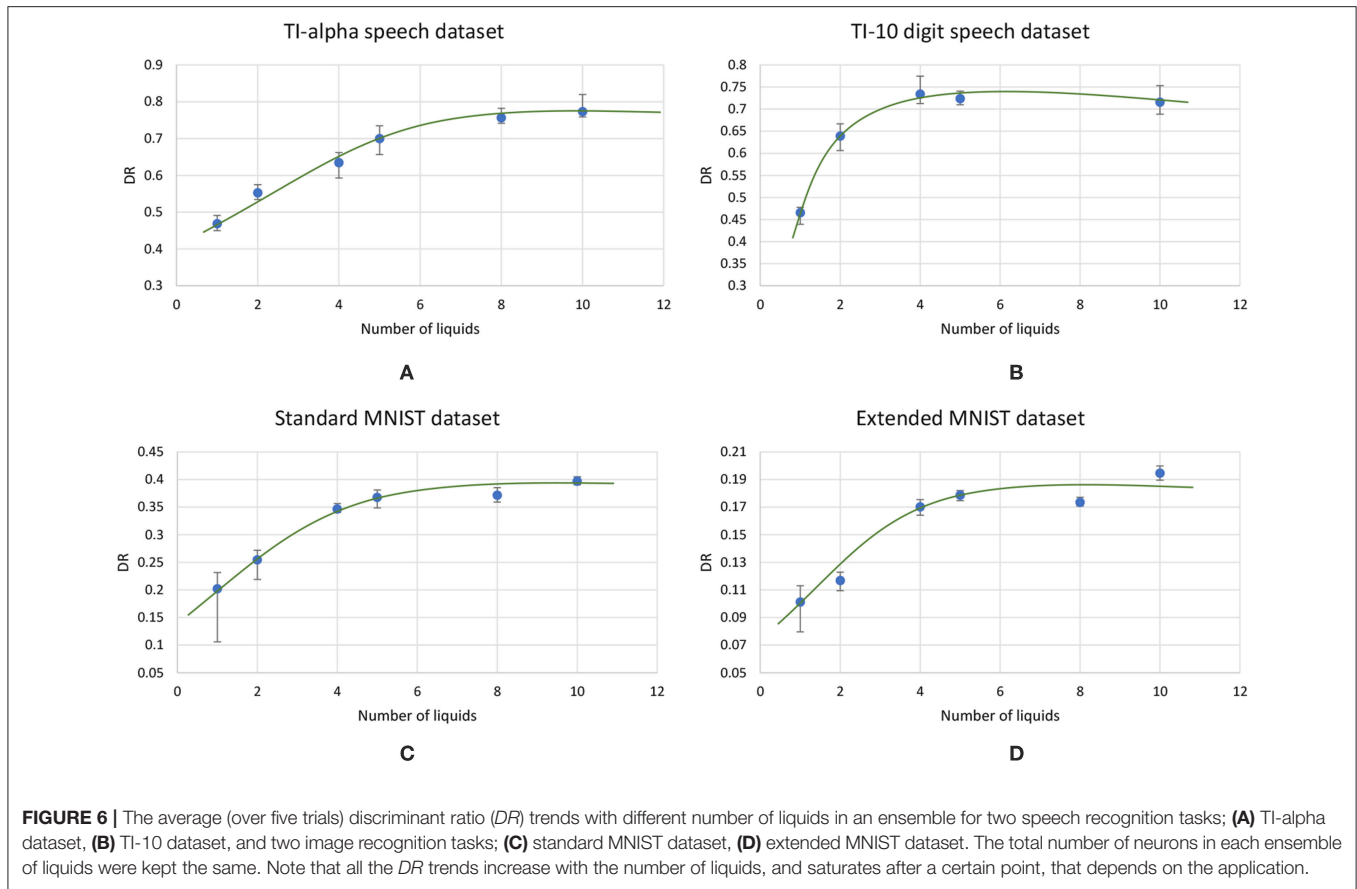 TI-alpha speech dataset
0.9
0.8
0.7
0.6
0.5
0.4
0.3
DR
0 2 4 6 8 10 12
Number of liquids
A
TI-10 digit speech dataset
0.8
0.75
0.7
0.65
0.6
0.55
0.5
0.45
0.4
0.35
0.3
DR
0 2 4 6 8 10 12
Number of liquids
B
Standard MNIST dataset
0.45
0.4
0.35
0.3
0.25
0.2
0.15
0.1
0.05
DR
0 2 4 6 8 10 12
Number of liquids
C
Extended MNIST dataset
0.21
0.19
0.17
0.15
0.13
0.11
0.09
0.07
0.05
DR
0 2 4 6 8 10 12
Number of liquids
D
FIGURE 6 | The average (over five trials) discriminant ratio (DR) trends with different number of liquids in an ensemble for two speech recognition tasks; (A) TI-alpha
dataset, (B) TI-10 dataset, and two image recognition tasks; (C) standard MNIST dataset, (D) extended MNIST dataset. The total number of neurons in each ensemble
of liquids were kept the same. Note that all the DR trends increase with the number of liquids, and saturates after a certain point, that depends on the application.